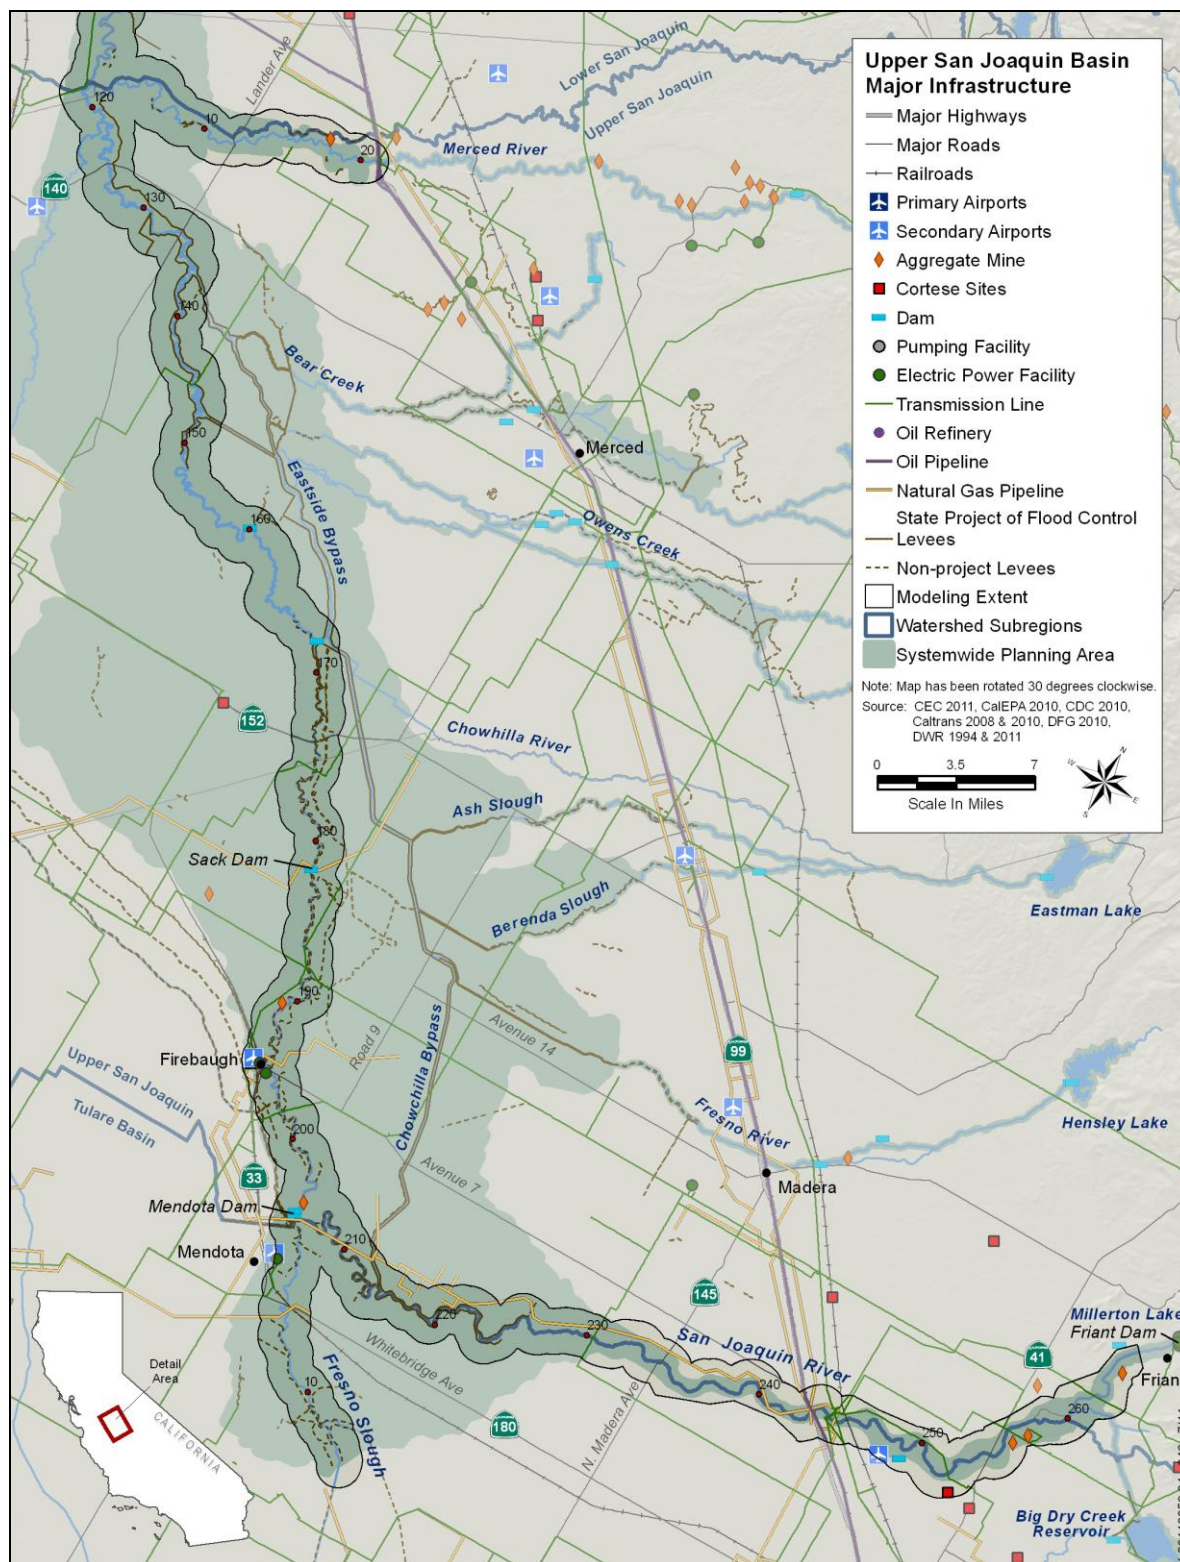 Upper San Joaquin Basin
Major Infrastructure
Major Highways
Major Roads
Railroads
Primary Airports
Secondary Airports
Aggregate Mine
Cortese Sites
Dam
Pumping Facility
Electric Power Facility
Transmission Line
Oil Refinery
Oil Pipeline
Natural Gas Pipeline
State Project of Flood Control
Levees
Non-project Levees
Modeling Extent
Watershed Subregions
Systemwide Planning Area
Note: Map has been rotated 30 degrees clockwise.
Source: CEC 2011, CalEPA 2010, CDC 2010,
Caltrans 2008 & 2010, DFG 2010,
DWR 1994 & 2011
0 3.5 7
Scale In Miles
N
W
E
S
Lander Ave
Lower San Joaquin
Upper San Joaquin
120
10
Merced River
20
140
130
140
Bear Creek
150
Merced
Eastside Bypass
160
Owens Creek
170
152
Chowhilla River
Ash Slough
180
Sack Dam
Berenda Slough
Eastman Lake
190
Avenue 14
Road 9
Chowchilla Bypass
99
Firebaugh
Upper San Joaquin
Tulare Basin
Fresno River
Hensley Lake
200
Avenue 7
33
Madera
Mendota Dam
Mendota
210
145
Millerton Lake
Friant Dam
220
230
San Joaquin River
41
Frian
Whitebridge Ave
Detail
Area
CALIFORNIA
Fresno Slough
10
240
260
180
N. Madera Ave
250
Big Dry Creek
Reservoir